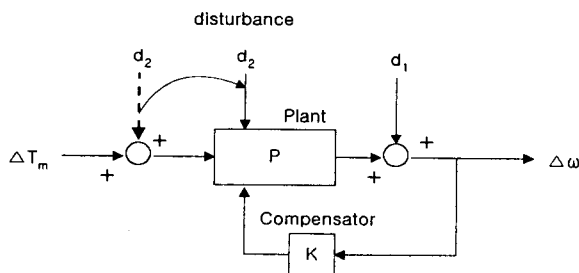 disturbance
d₂ d₂ d₁
Plant
ΔTₘ + + P + + Δω
Compensator
K